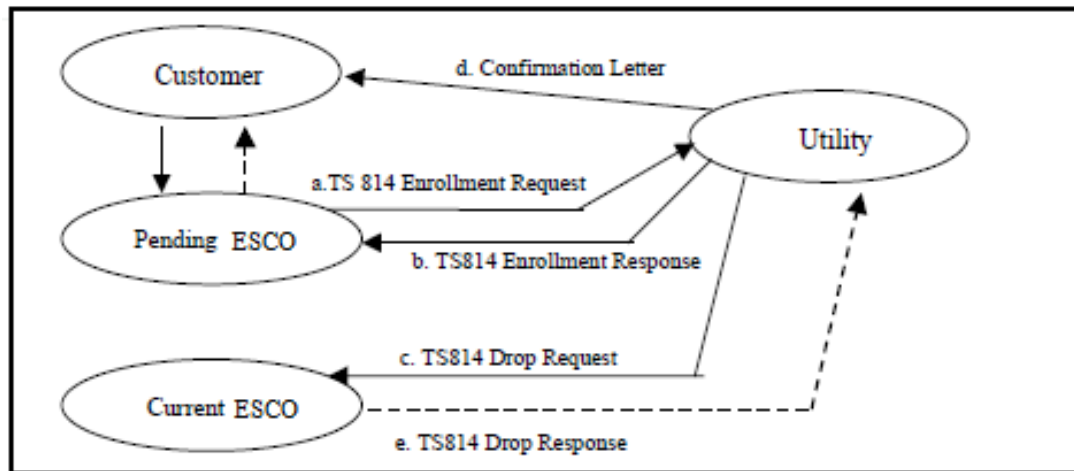 Customer
d. Confirmation Letter
Utility
a.TS 814 Enrollment Request
Pending ESCO
b. TS814 Enrollment Response
c. TS814 Drop Request
Current ESCO
e. TS814 Drop Response